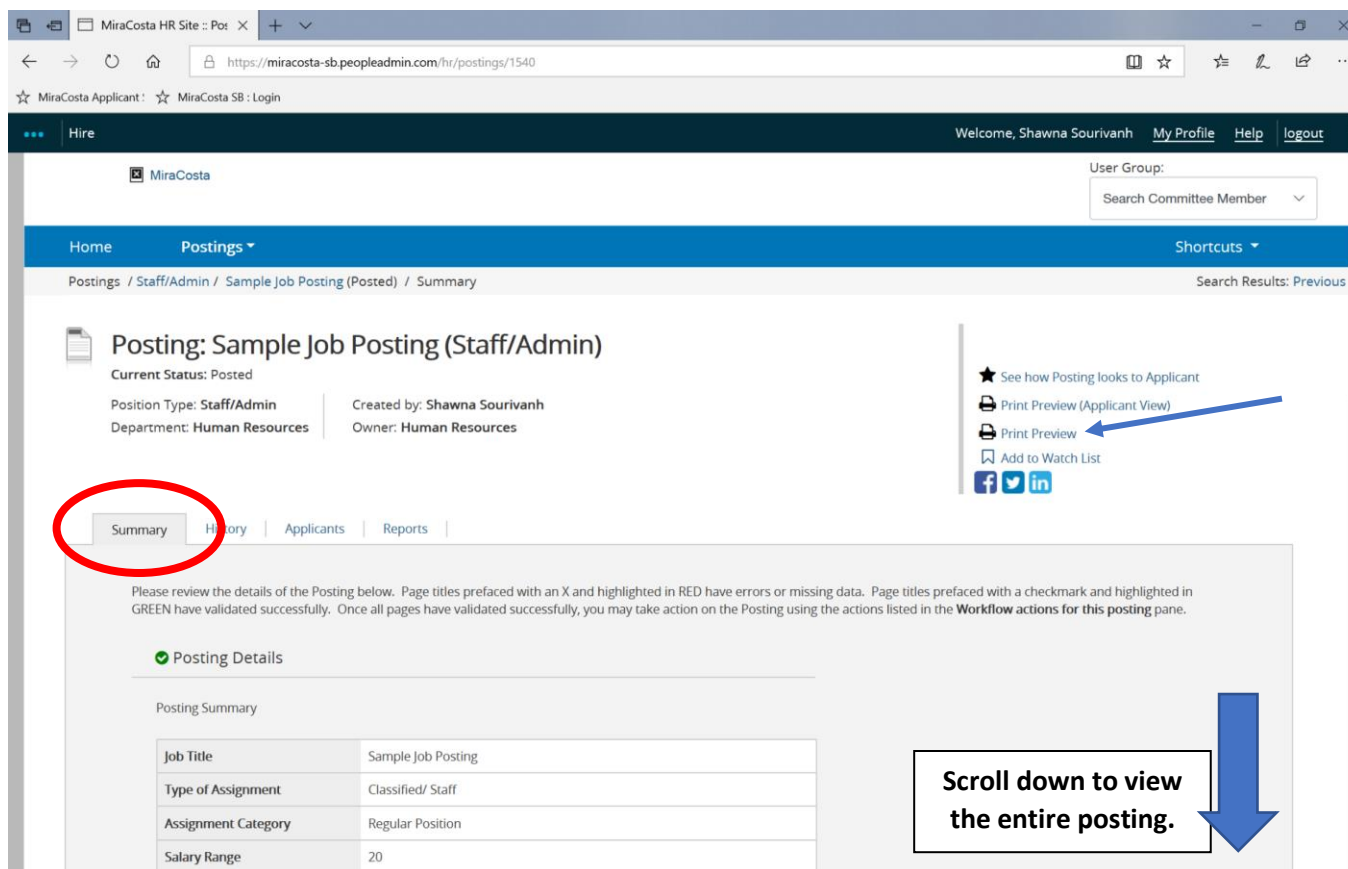 MiraCosta HR Site :: Pos
https://miracosta-sb.peopleadmin.com/hr/postings/1540
MiraCosta Applicant : MiraCosta SB : Login
Hire Welcome, Shawna Sourivanh My Profile Help logout
MiraCosta
User Group:
Search Committee Member
Home Postings Shortcuts
Postings / Staff/Admin / Sample Job Posting (Posted) / Summary Search Results: Previous
Posting: Sample Job Posting (Staff/Admin)
Current Status: Posted
Position Type: Staff/Admin Created by: Shawna Sourivanh
Department: Human Resources Owner: Human Resources
See how Posting looks to Applicant
Print Preview (Applicant View)
Print Preview
Add to Watch List
Summary History Applicants Reports
Please review the details of the Posting below. Page titles prefaced with an X and highlighted in RED have errors or missing data. Page titles prefaced with a checkmark and highlighted in
GREEN have validated successfully. Once all pages have validated successfully, you may take action on the Posting using the actions listed in the Workflow actions for this posting pane.
Posting Details
Posting Summary
Job Title Sample Job Posting
Type of Assignment Classified/ Staff
Assignment Category Regular Position
Salary Range 20
Scroll down to view
the entire posting.